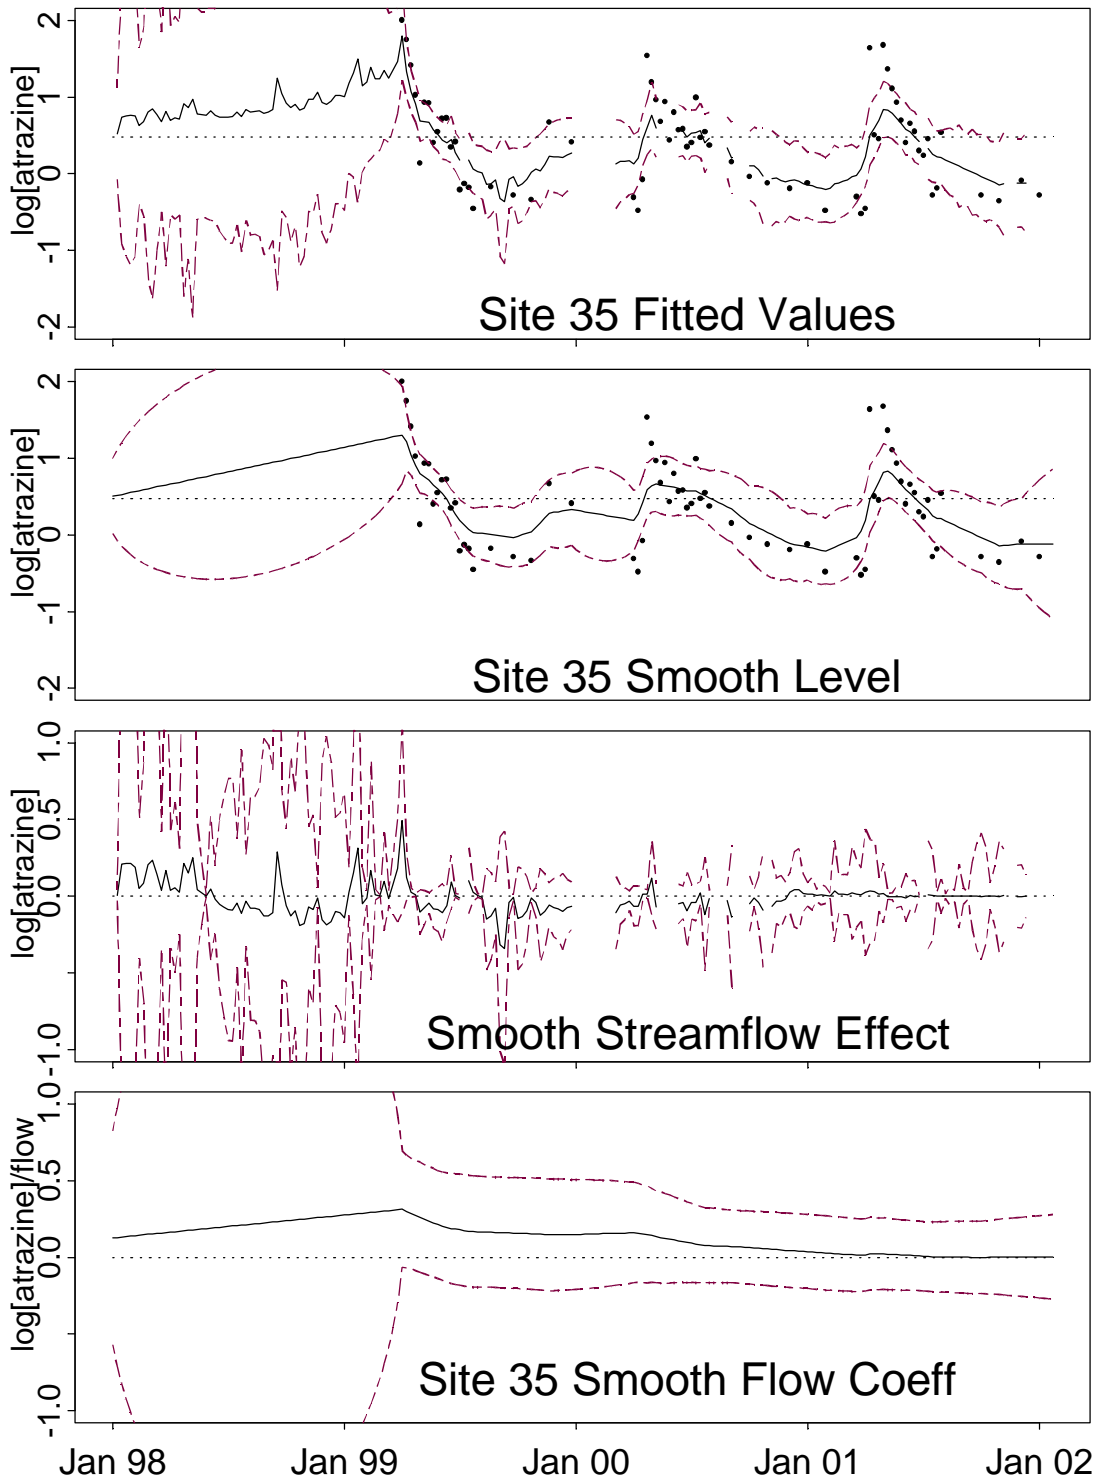 log[atrazine]
2
1
0
-1
-2
Site 35 Fitted Values
log[atrazine]
2
1
0
-1
-2
Site 35 Smooth Level
log[atrazine]
1.0
0.5
0.0
-1.0
Smooth Streamflow Effect
log[atrazine]/flow
1.0
0.5
0.0
-1.0
Site 35 Smooth Flow Coeff
Jan 98 Jan 99 Jan 00 Jan 01 Jan 02